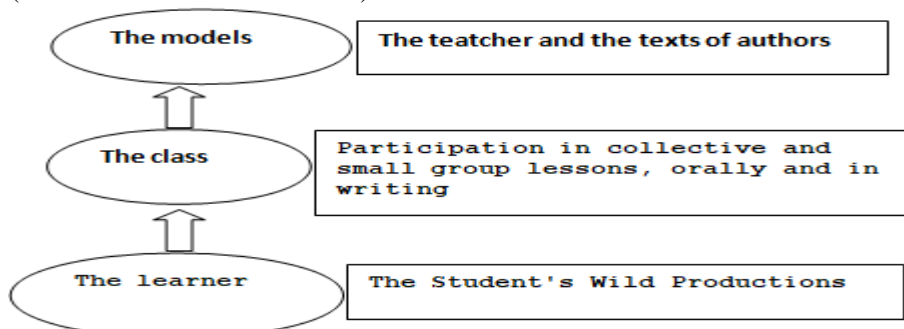 The models
The teatcher and the texts of authors
The class
Participation in collective and
small group lessons, orally and in
writing
The learner
The Student's Wild Productions